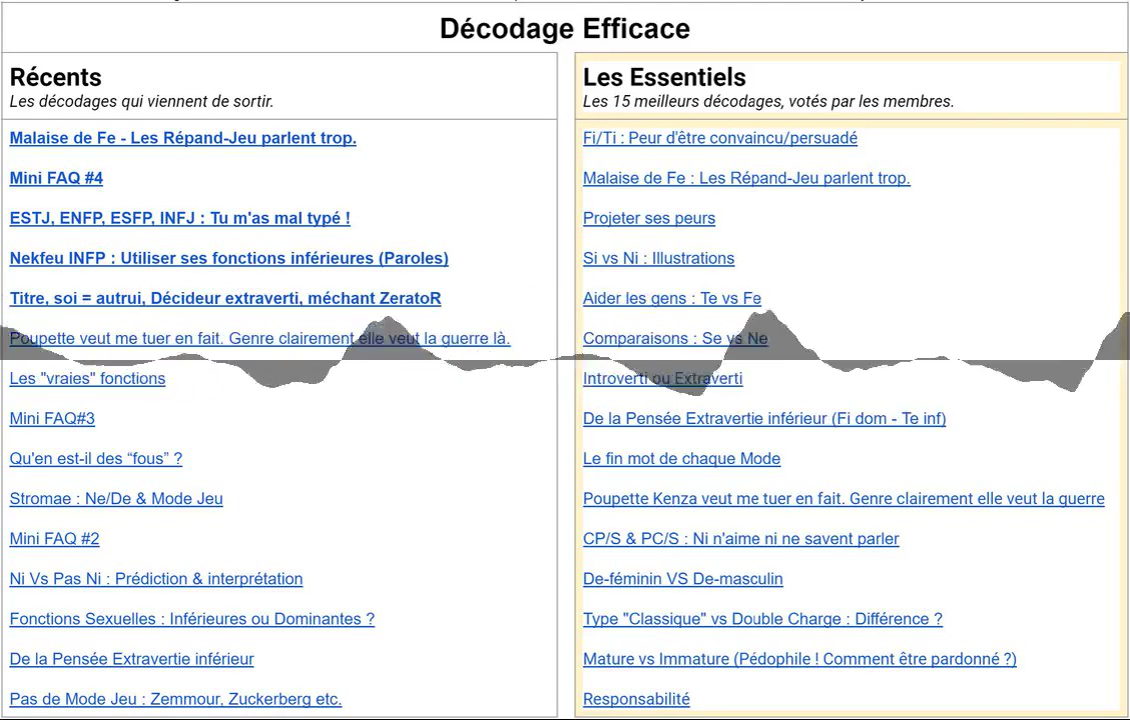 Décodage Efficace
Récents
Les décodages qui viennent de sortir.
Malaise de Fe - Les Répand-Jeu parlent trop.
Mini FAQ #4
ESTJ, ENFP, ESFP, INFJ : Tu m'as mal typé !
Nekfeu INFP : Utiliser ses fonctions inférieures (Paroles)
Titre, soi = autrui, Décideur extraverti, méchant ZeratoR
Poupette veut me tuer en fait. Genre clairement elle veut la guerre là.
Les "vraies" fonctions
Mini FAQ#3
Qu'en est-il des “fous” ?
Stromae : Ne/De & Mode Jeu
Mini FAQ #2
Ni Vs Pas Ni : Prédiction & interprétation
Fonctions Sexuelles : Inférieures ou Dominantes ?
De la Pensée Extravertie inférieur
Pas de Mode Jeu : Zemmour, Zuckerberg etc.
Les Essentiels
Les 15 meilleurs décodages, votés par les membres.
Fi/Ti : Peur d'être convaincu/persuadé
Malaise de Fe : Les Répand-Jeu parlent trop.
Projeter ses peurs
Si vs Ni : Illustrations
Aider les gens : Te vs Fe
Comparaisons : Se vs Ne
Introverti ou Extraverti
De la Pensée Extravertie inférieur (Fi dom - Te inf)
Le fin mot de chaque Mode
Poupette Kenza veut me tuer en fait. Genre clairement elle veut la guerre
CP/S & PC/S : Ni n'aime ni ne savent parler
De-féminin VS De-masculin
Type "Classique" vs Double Charge : Différence ?
Mature vs Immature (Pédophile ! Comment être pardonné ?)
Responsabilité